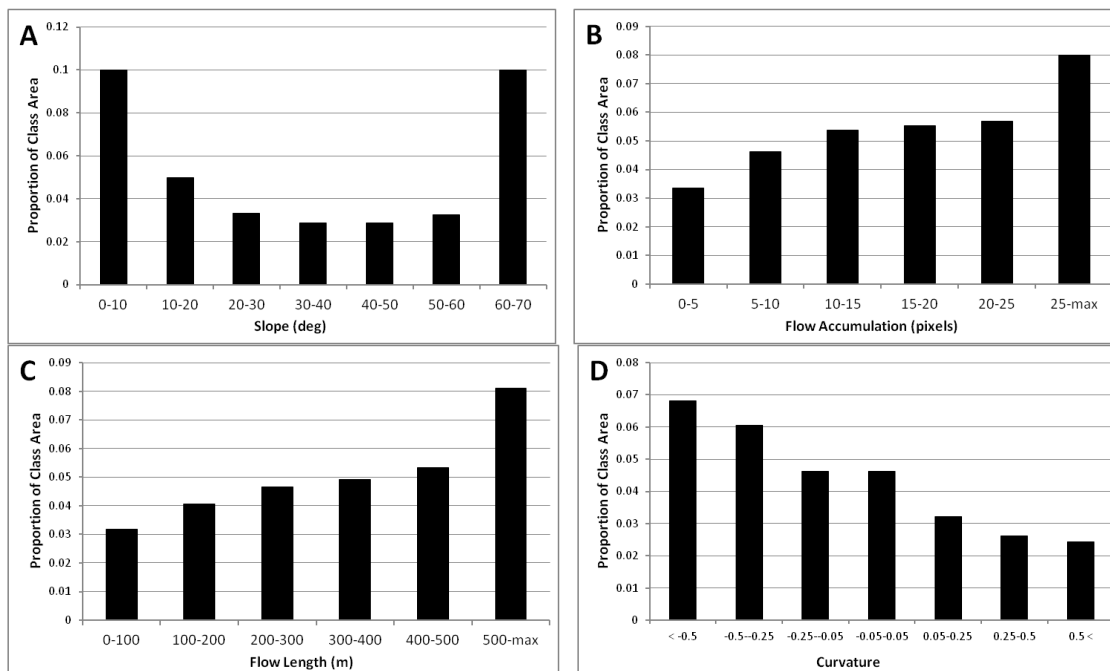 A
Proportion of Class Area
0.12
0.1
0.08
0.06
0.04
0.02
0
0-10 10-20 20-30 30-40 40-50 50-60 60-70
Slope (deg)
B
Proportion of Class Area
0.09
0.08
0.07
0.06
0.05
0.04
0.03
0.02
0.01
0
0-5 5-10 10-15 15-20 20-25 25-max
Flow Accumulation (pixels)
C
Proportion of Class Area
0.09
0.08
0.07
0.06
0.05
0.04
0.03
0.02
0.01
0
0-100 100-200 200-300 300-400 400-500 500-max
Flow Length (m)
D
Proportion of Class Area
0.08
0.07
0.06
0.05
0.04
0.03
0.02
0.01
0
< -0.5 -0.5--0.25 -0.25--0.05 -0.05-0.05 0.05-0.25 0.25-0.5 0.5 <
Curvature